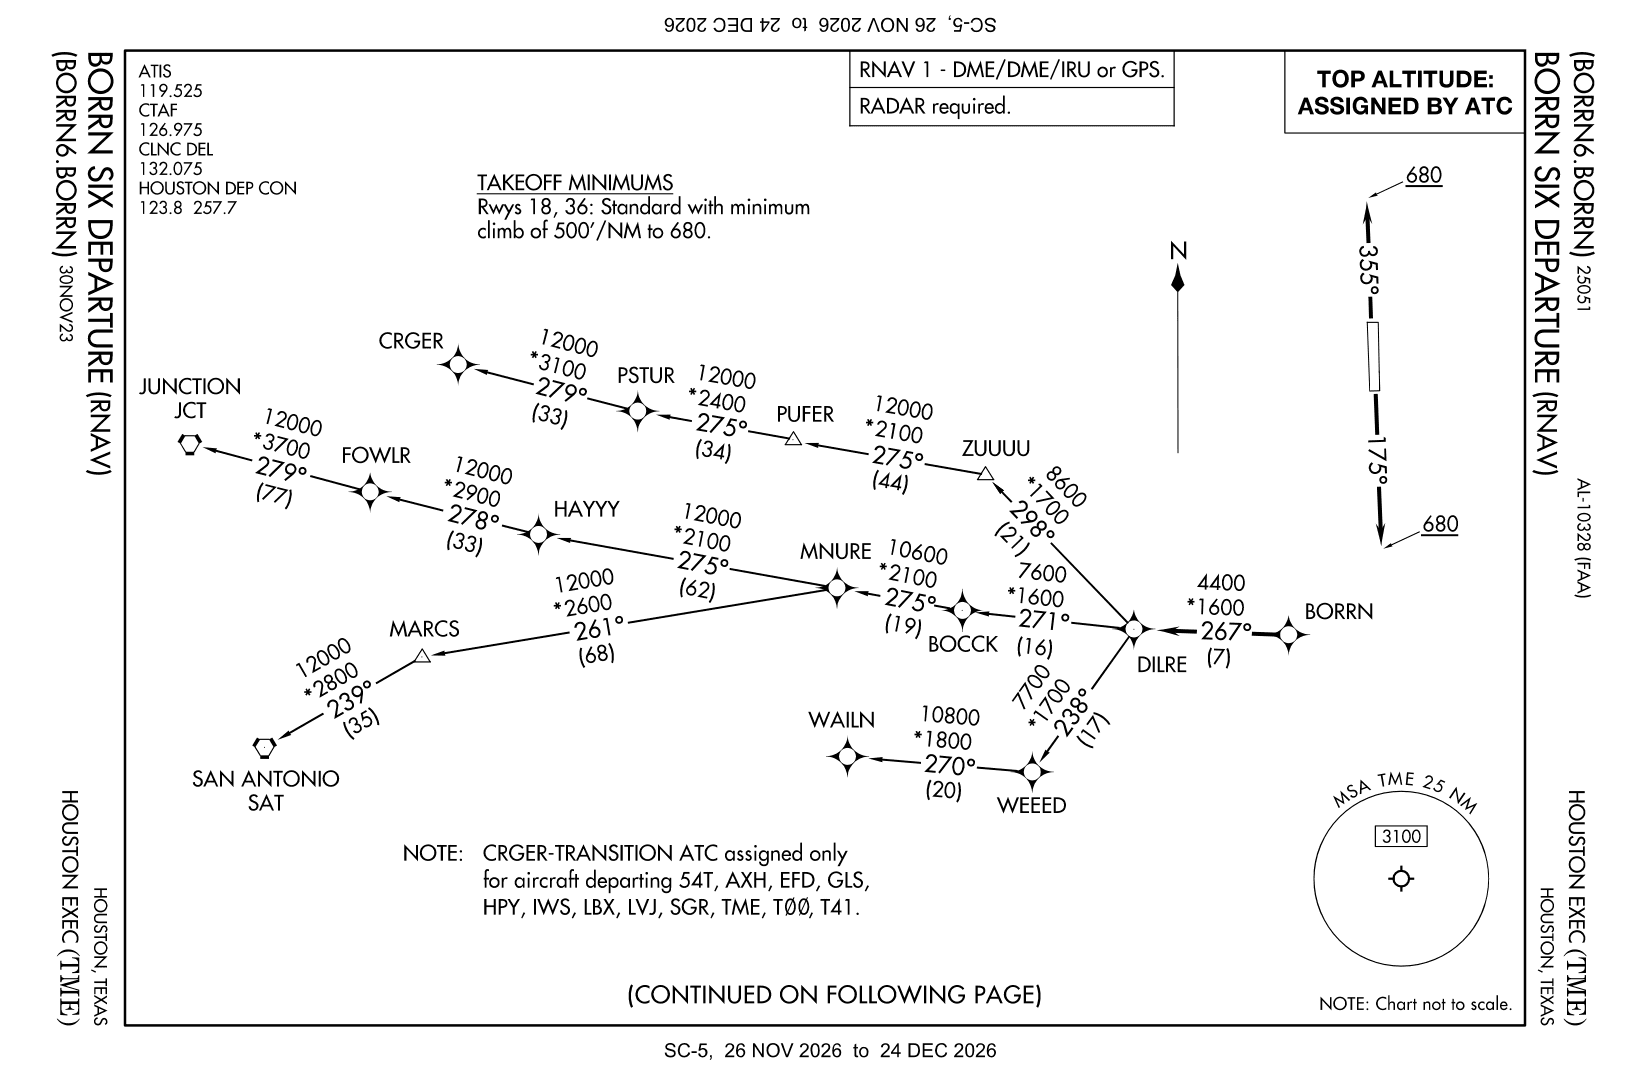 SC-5, 26 NOV 2026 to 24 DEC 2026
(BORRN6.BORRN) 30NOV23
BORRN SIX DEPARTURE (RNAV)
HOUSTON EXEC (TME)
HOUSTON, TEXAS
ATIS
119.525
CTAF
126.975
CLNC DEL
132.075
HOUSTON DEP CON
123.8 257.7
RNAV 1 - DME/DME/IRU or GPS.
RADAR required.
TOP ALTITUDE:
ASSIGNED BY ATC
TAKEOFF MINIMUMS
Rwys 18, 36: Standard with minimum
climb of 500'/NM to 680.
N
680
355°
175°
680
CRGER
12000
*3100
279°
(33)
PSTUR
12000
*2400
275°
(34)
PUFER
12000
*2100
275°
(44)
ZUUUU
8600
*1700
298°
(21)
JUNCTION
JCT
12000
*3700
279°
(77)
FOWLR
12000
*2900
278°
(33)
HAYYY
12000
*2100
275°
(62)
MNURE
10600
*2100
275°
(19)
BOCCK
7600
*1600
271°
(16)
DILRE
4400
*1600
267°
(7)
BORRN
MARCS
12000
*2600
261°
(68)
12000
*2800
239°
(35)
SAN ANTONIO
SAT
WAILN
10800
*1800
270°
(20)
WEEED
7700
*1700
238°
(17)
NOTE: CRGER-TRANSITION ATC assigned only
for aircraft departing 54T, AXH, EFD, GLS,
HPY, IWS, LBX, LVJ, SGR, TME, TØØ, T41.
MSA TME 25 NM
3100
(CONTINUED ON FOLLOWING PAGE)
NOTE: Chart not to scale.
BORRN SIX DEPARTURE (RNAV)
(BORRN6.BORRN) 25051
AL-10328 (FAA)
HOUSTON, TEXAS
HOUSTON EXEC (TME)
SC-5, 26 NOV 2026 to 24 DEC 2026